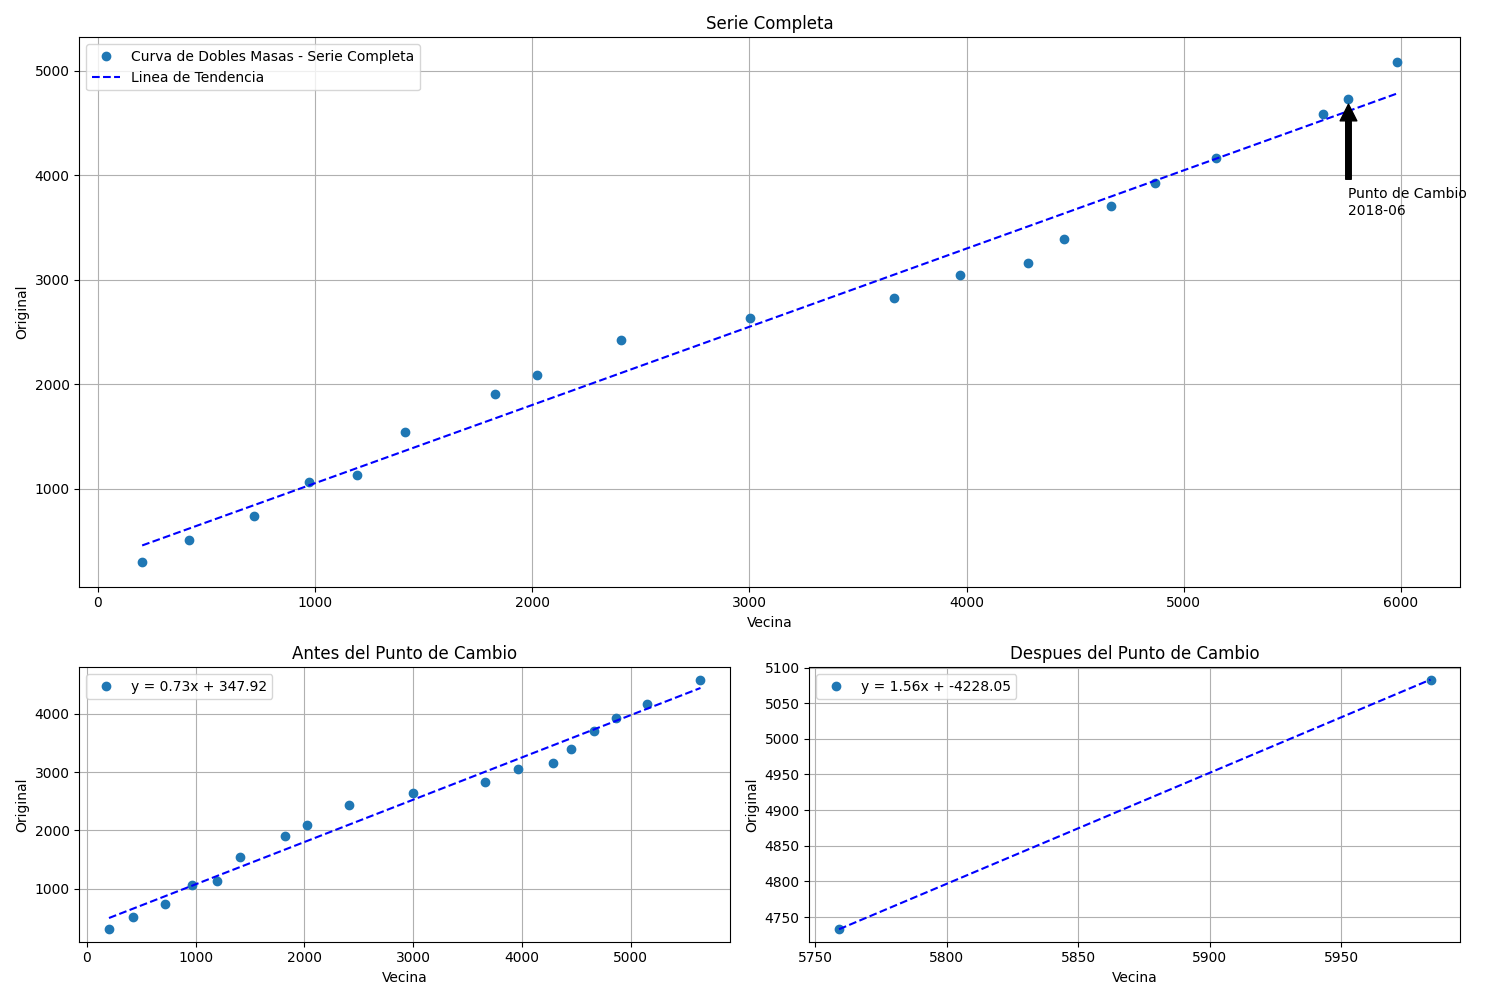 Serie Completa
Curva de Dobles Masas - Serie Completa
Linea de Tendencia
5000
4000
3000
2000
1000
Original
Punto de Cambio
2018-06
0 1000 2000 3000 4000 5000 6000
Vecina
Antes del Punto de Cambio
y = 0.73x + 347.92
4000
3000
2000
1000
Original
0 1000 2000 3000 4000 5000
Vecina
Despues del Punto de Cambio
y = 1.56x + -4228.05
5100
5050
5000
4950
4900
4850
4800
4750
Original
5750 5800 5850 5900 5950
Vecina